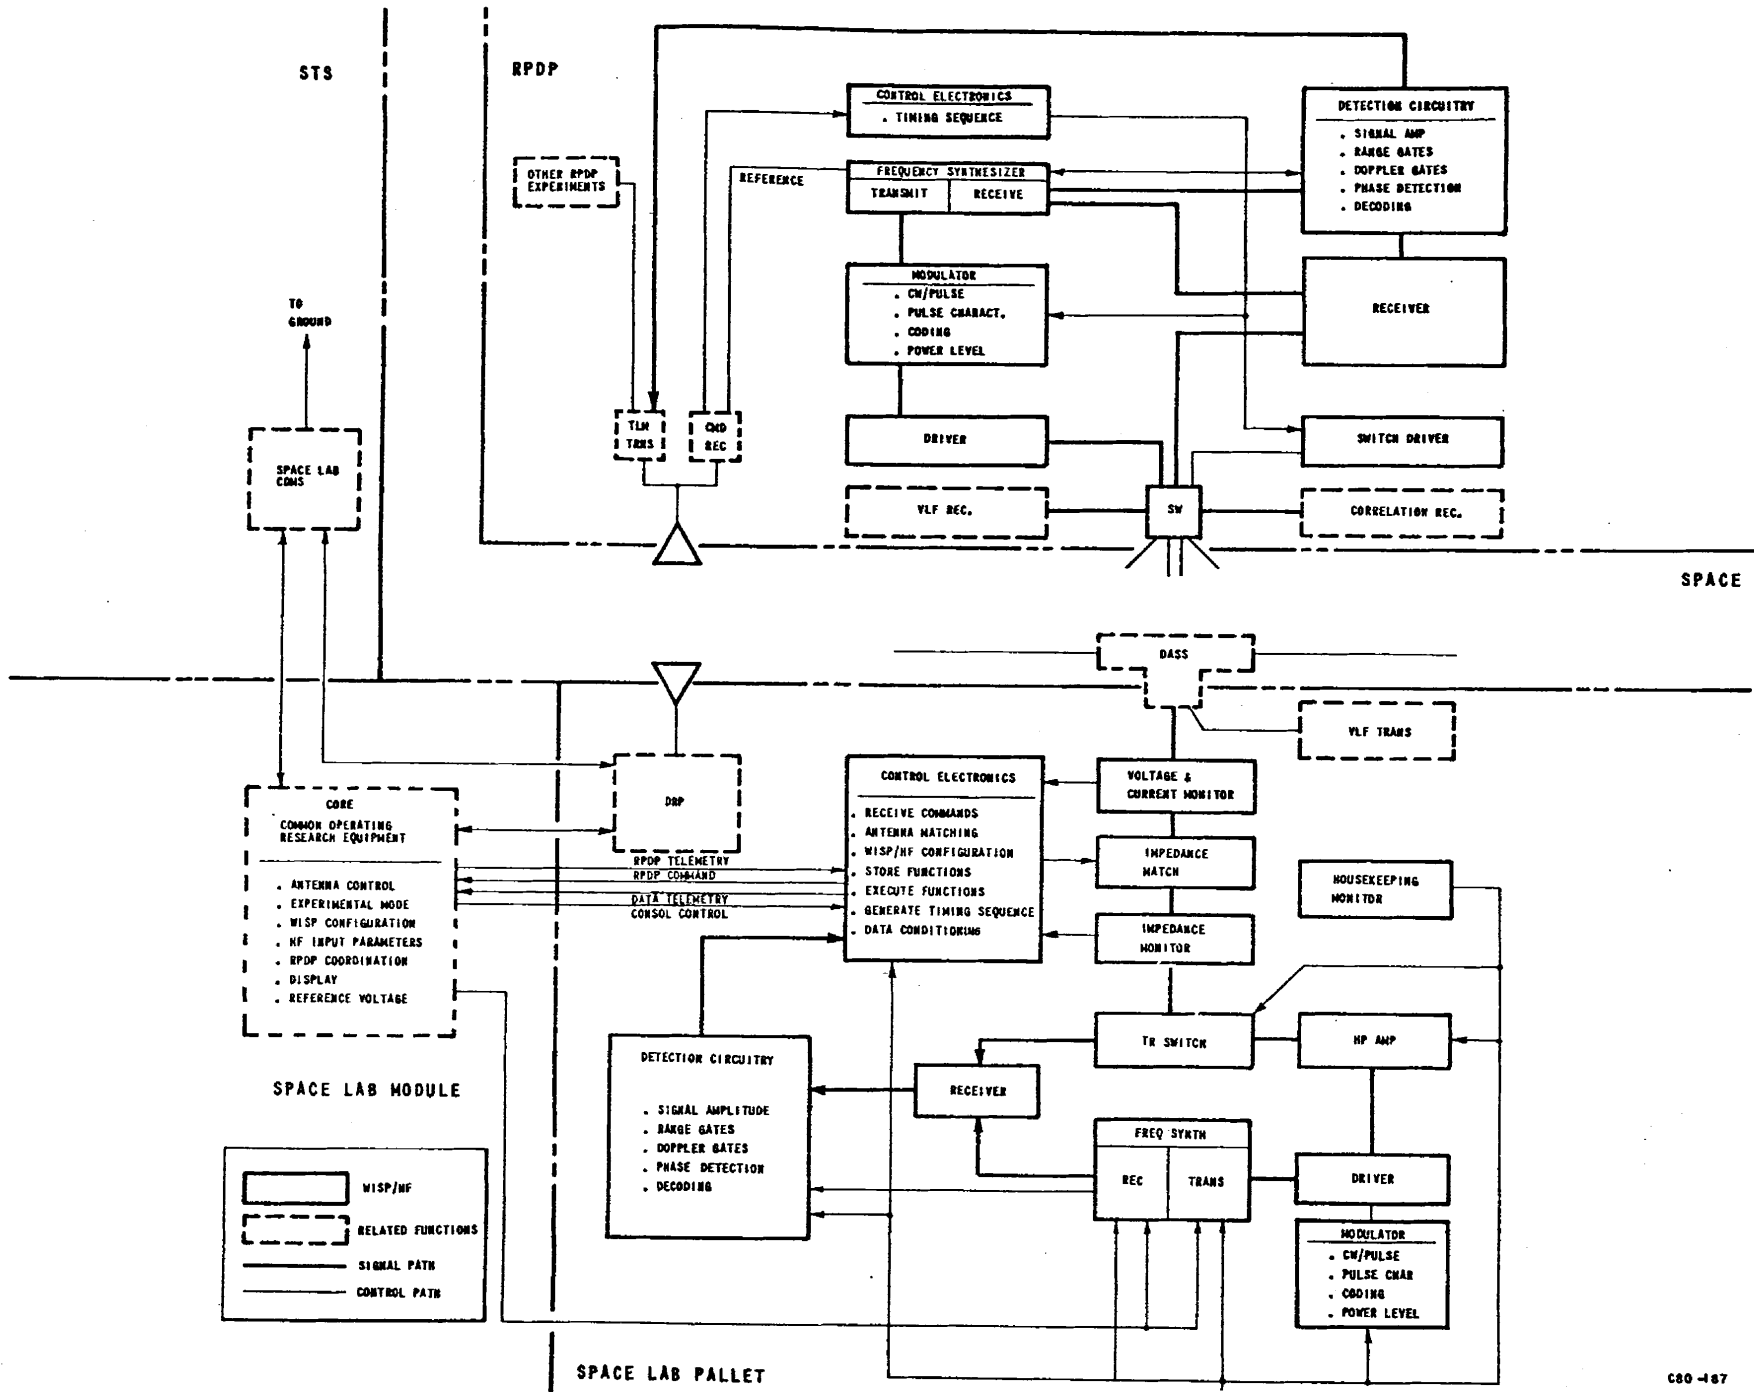 STS
RPDP
CONTROL ELECTRONICS
. TIMING SEQUENCE
DETECTION CIRCUITRY
. SIGNAL AMP
. RANGE GATES
. DOPPLER GATES
. PHASE DETECTION
. DECODING
OTHER RPDP
EXPERIMENTS
REFERENCE
FREQUENCY SYNTHESIZER
TRANSMIT
RECEIVE
MODULATOR
. CW/PULSE
. PULSE CHARACT.
. CODING
. POWER LEVEL
RECEIVER
TO
GROUND
TLM
TRNS
CMD
REC
DRIVER
SWITCH DRIVER
SPACE LAB
CDMS
VLF REC.
SW
CORRELATION REC.
SPACE
DASS
VLF TRANS
CORE
COMMON OPERATING
RESEARCH EQUIPMENT
. ANTENNA CONTROL
. EXPERIMENTAL MODE
. WISP CONFIGURATION
. HF INPUT PARAMETERS
. RPDP COORDINATION
. DISPLAY
. REFERENCE VOLTAGE
DRP
RPDP TELEMETRY
RPDP COMMAND
DATA TELEMETRY
CONSOL CONTROL
CONTROL ELECTRONICS
. RECEIVE COMMANDS
. ANTENNA MATCHING
. WISP/HF CONFIGURATION
. STORE FUNCTIONS
. EXECUTE FUNCTIONS
. GENERATE TIMING SEQUENCE
. DATA CONDITIONING
VOLTAGE &
CURRENT MONITOR
IMPEDANCE
MATCH
IMPEDANCE
MONITOR
HOUSEKEEPING
MONITOR
TR SWITCH
HP AMP
DETECTION CIRCUITRY
. SIGNAL AMPLITUDE
. RANGE GATES
. DOPPLER GATES
. PHASE DETECTION
. DECODING
RECEIVER
FREQ SYNTH
REC
TRANS
DRIVER
MODULATOR
. CW/PULSE
. PULSE CHAR
. CODING
. POWER LEVEL
SPACE LAB MODULE
WISP/HF
RELATED FUNCTIONS
SIGNAL PATH
CONTROL PATH
SPACE LAB PALLET
C80-187